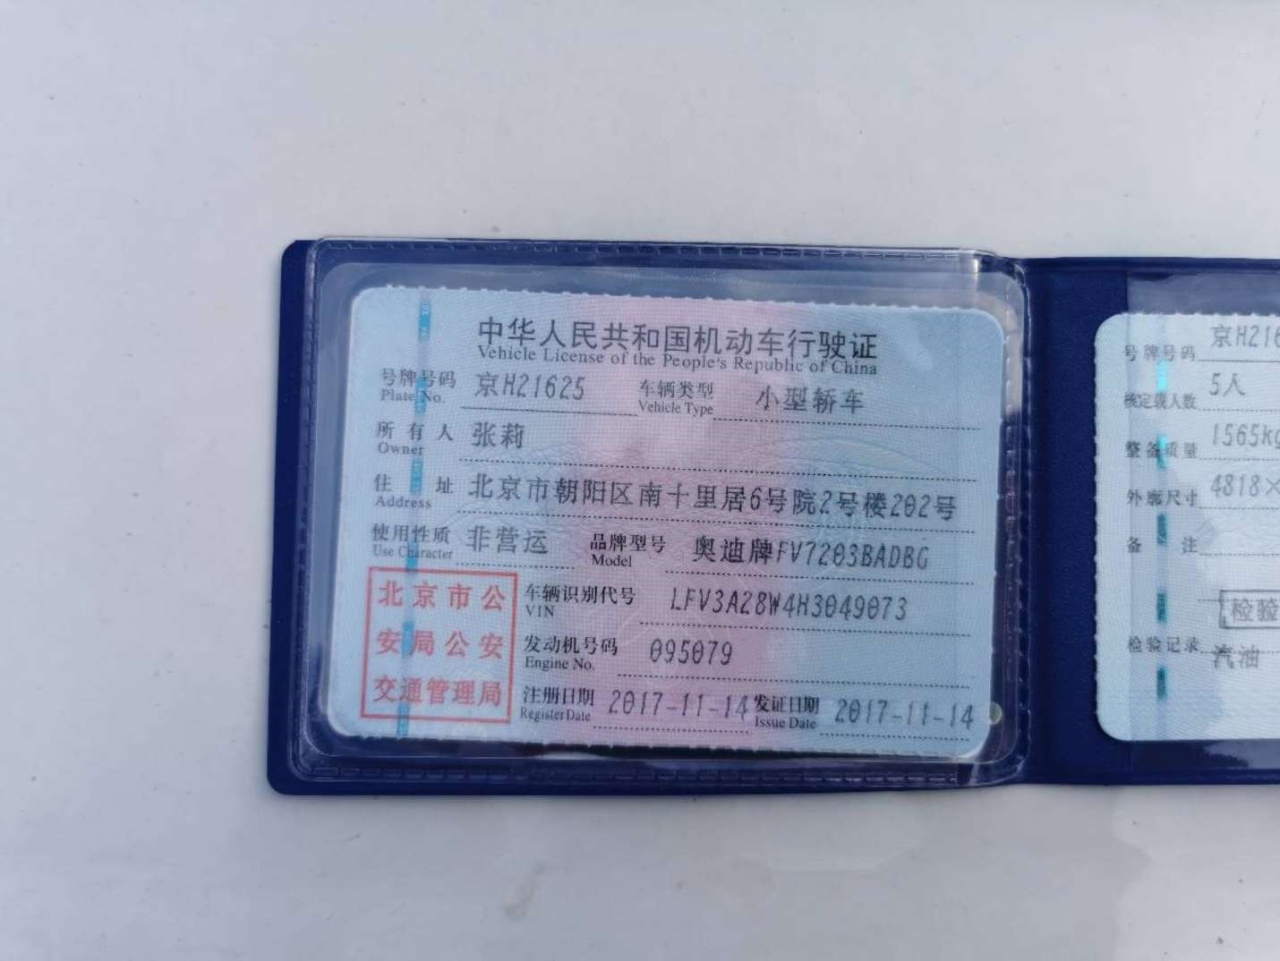 中华人民共和国机动车行驶证
Vehicle License of the People's Republic of China
号牌号码 京H21625 车辆类型 小型轿车
Plate No. Vehicle Type
所有人 张莉
Owner
住址 北京市朝阳区南十里居6号院2号楼202号
Address
使用性质 非营运 品牌型号 奥迪牌FV7203BADBG
Use Character Model
北京市公
安局公安
交通管理局
车辆识别代号 LFV3A28W4H3049073
VIN
发动机号码 095079
Engine No.
注册日期 2017-11-14 发证日期 2017-11-14
Register Date Issue Date
号牌号码 京H216
核定载人数 5人
整备质量 1565kg
外廓尺寸 4818×
备注
检验
检验记录 汽油